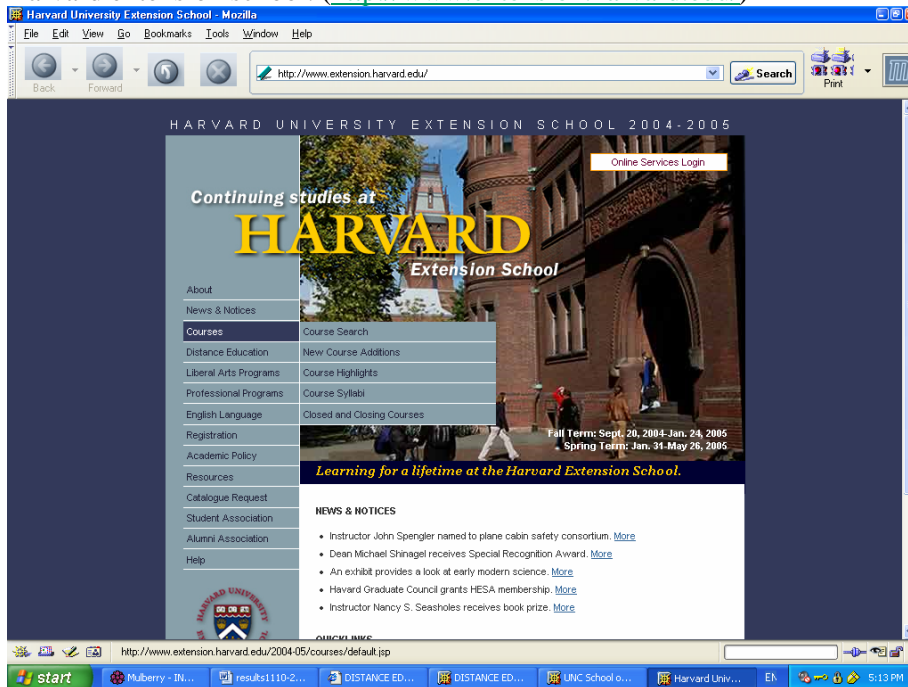 Harvard University Extension School - Mozilla
File Edit View Go Bookmarks Tools Window Help
Back Forward http://www.extension.harvard.edu/ Search Print
HARVARD UNIVERSITY EXTENSION SCHOOL 2004-2005
Online Services Login
Continuing studies at
HARVARD
Extension School
About
News & Notices
Courses Course Search
Distance Education New Course Additions
Liberal Arts Programs Course Highlights
Professional Programs Course Syllabi
English Language Closed and Closing Courses
Registration
Academic Policy
Resources
Catalogue Request
Student Association
Alumni Association
Help
Fall Term: Sept. 20, 2004-Jan. 24, 2005
Spring Term: Jan. 31-May 26, 2005
Learning for a lifetime at the Harvard Extension School.
NEWS & NOTICES
• Instructor John Spengler named to plane cabin safety consortium. More
• Dean Michael Shinagel receives Special Recognition Award. More
• An exhibit provides a look at early modern science. More
• Havard Graduate Council grants HESA membership. More
• Instructor Nancy S. Seasholes receives book prize. More
QUICKLINKS
http://www.extension.harvard.edu/2004-05/courses/default.jsp
start Mulberry - IN... results1110-2... DISTANCE ED... DISTANCE ED... UNC School o... Harvard Univ... EN 5:13 PM